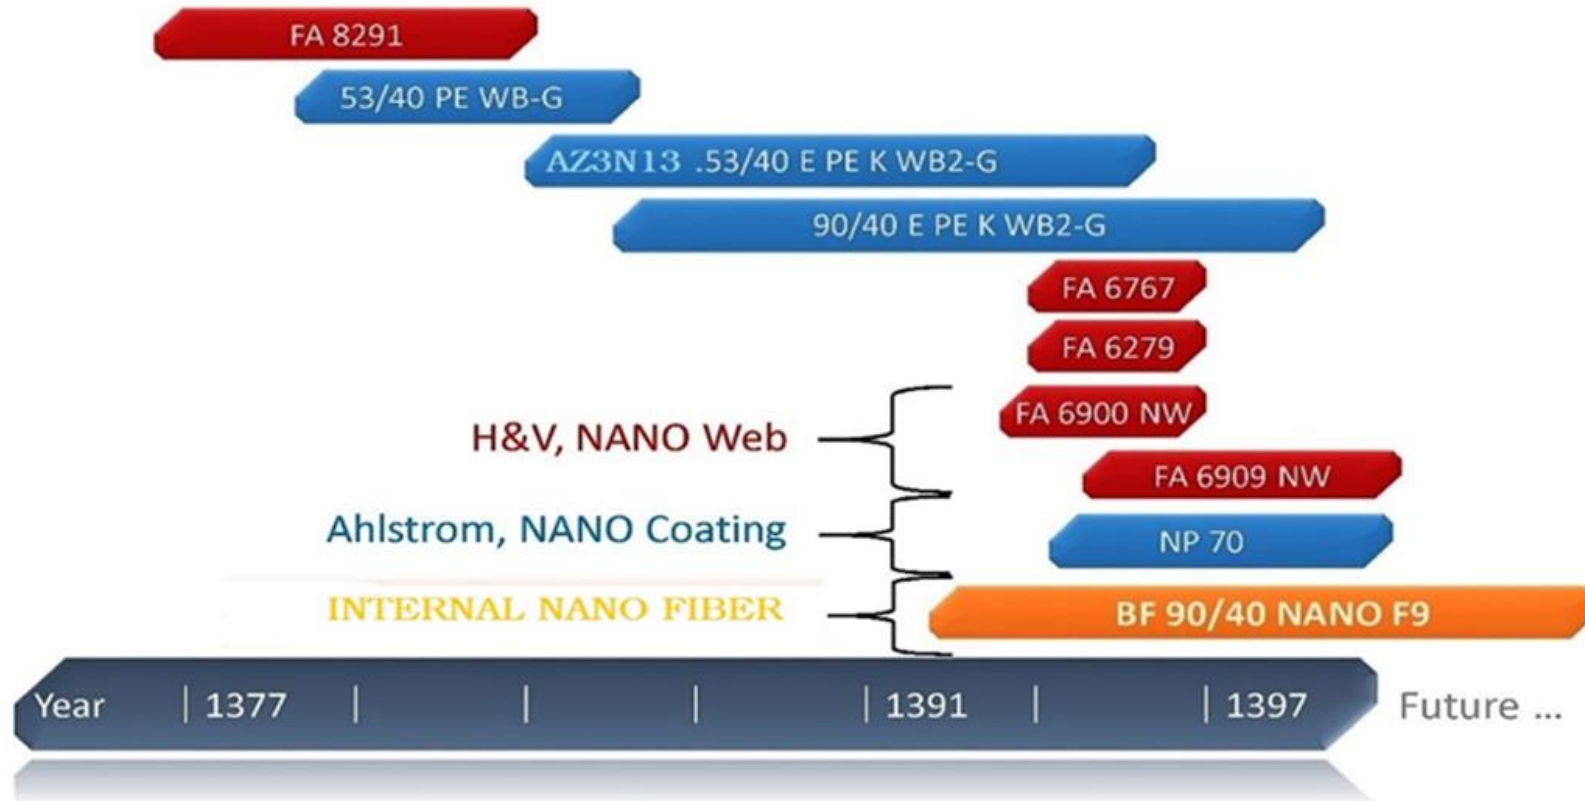 FA 8291
53/40 PE WB-G
AZ3N13 .53/40 E PE K WB2-G
90/40 E PE K WB2-G
FA 6767
FA 6279
FA 6900 NW
H&V, NANO Web
FA 6909 NW
Ahlstrom, NANO Coating
NP 70
INTERNAL NANO FIBER
BF 90/40 NANO F9
Year | 1377 | | | | 1391 | | 1397 Future ...